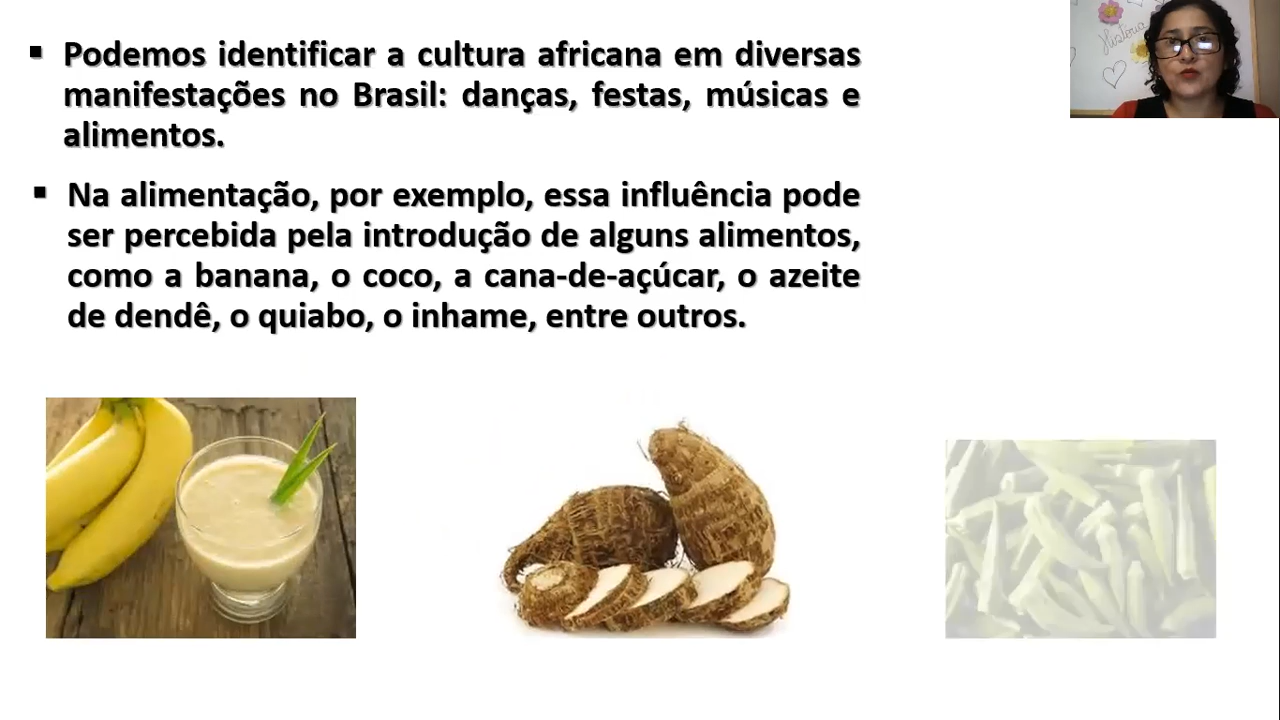 ▪ Podemos identificar a cultura africana em diversas
manifestações no Brasil: danças, festas, músicas e
alimentos.
▪ Na alimentação, por exemplo, essa influência pode
ser percebida pela introdução de alguns alimentos,
como a banana, o coco, a cana-de-açúcar, o azeite
de dendê, o quiabo, o inhame, entre outros.
História